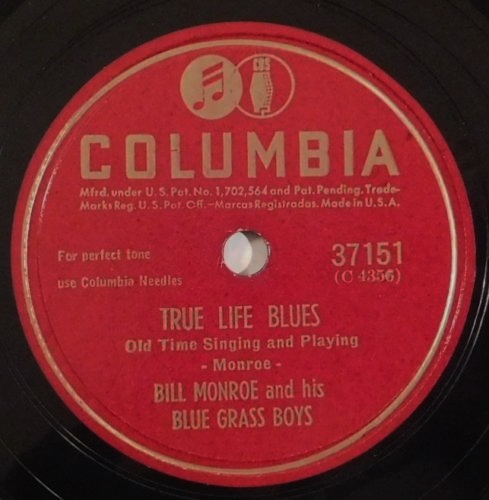 CBS
COLUMBIA
Mfrd. under U.S. Pat. No. 1,702,564 and Pat. Pending. Trade-
Marks Reg. U.S. Pat. Off.—Marcas Registradas. Made in U.S.A.
For perfect tone
use Columbia Needles
37151
(C 4356)
TRUE LIFE BLUES
Old Time Singing and Playing
- Monroe -
BILL MONROE and his
BLUE GRASS BOYS